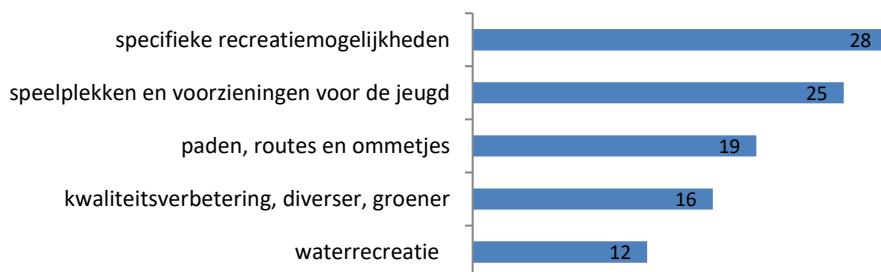 specifieke recreatiemogelijkheden 28
speelplekken en voorzieningen voor de jeugd 25
paden, routes en ommetjes 19
kwaliteitsverbetering, diverser, groener 16
waterrecreatie 12